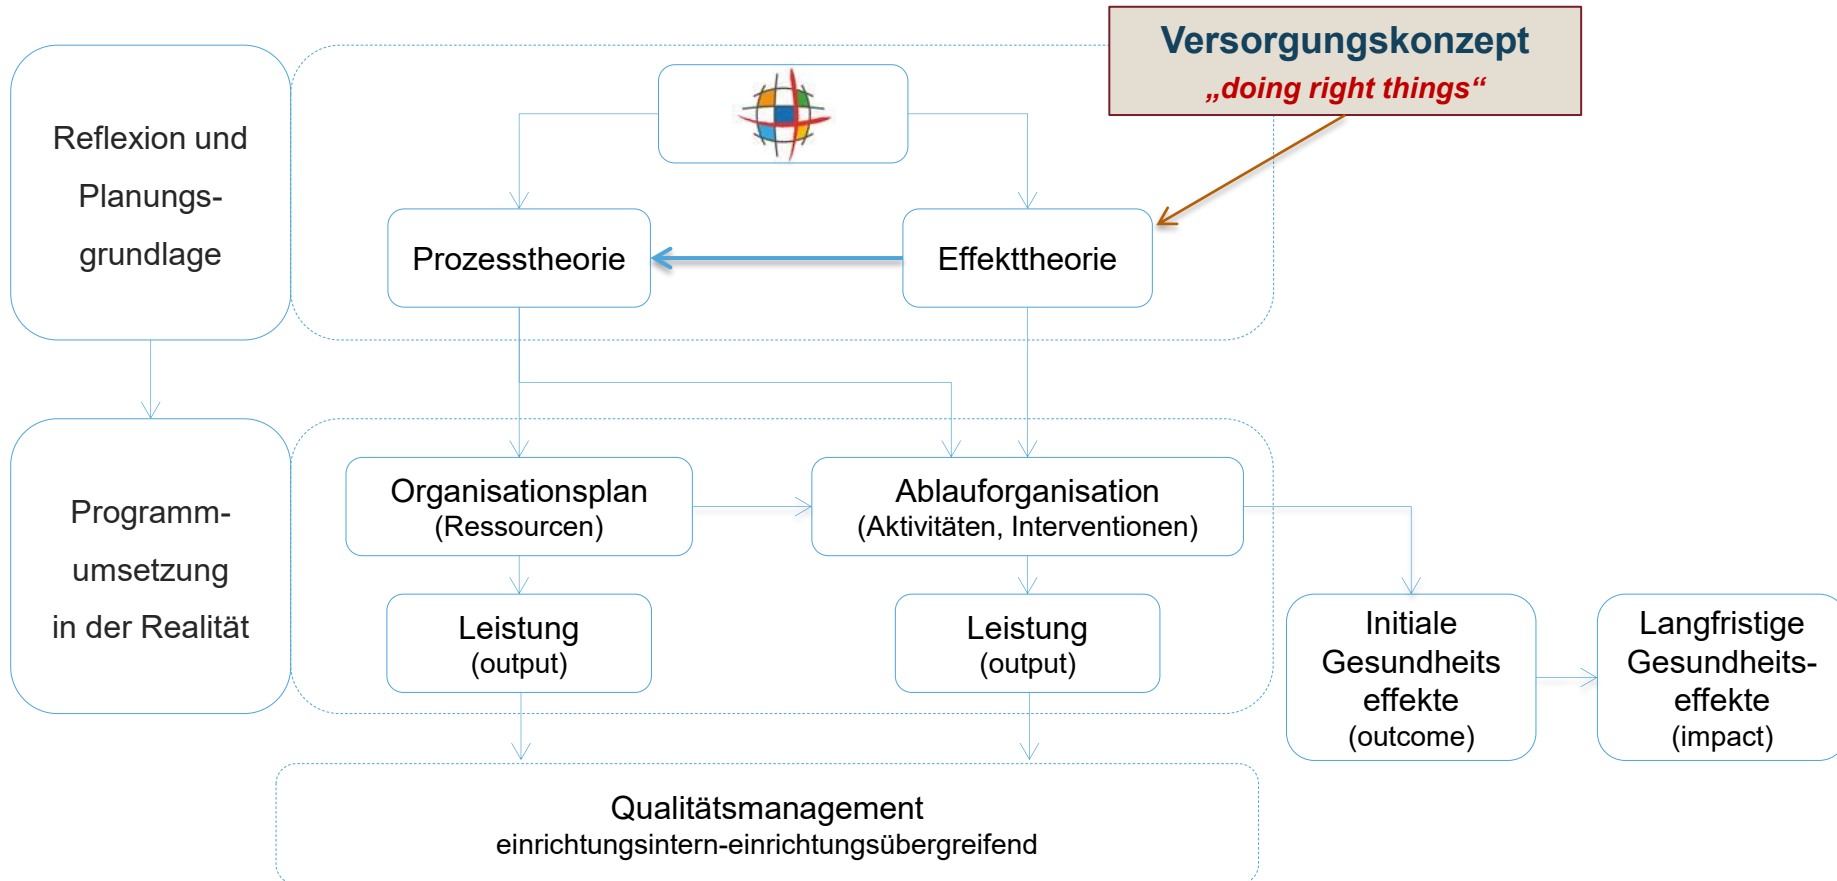 Versorgungskonzept
„doing right things“
Reflexion und
Planungs-
grundlage
Prozesstheorie
Effekttheorie
Programm-
umsetzung
in der Realität
Organisationsplan
(Ressourcen)
Ablauforganisation
(Aktivitäten, Interventionen)
Leistung
(output)
Leistung
(output)
Initiale
Gesundheits
effekte
(outcome)
Langfristige
Gesundheits-
effekte
(impact)
Qualitätsmanagement
einrichtungsintern-einrichtungsübergreifend